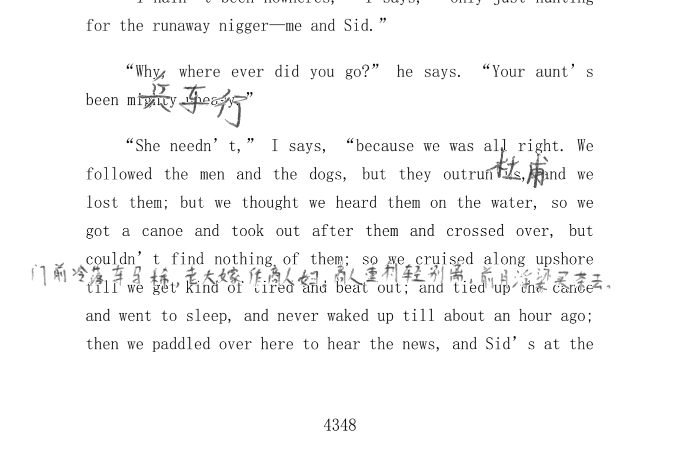 “I hain’t been nowheres,” I says, “only just hunting
for the runaway nigger—me and Sid.”
“Why, where ever did you go?” he says. “Your aunt’s
been mighty uneasy.”
兵车行
“She needn’t,” I says, “because we was all right. We
杜甫
followed the men and the dogs, but they outrun us, and we
lost them; but we thought we heard them on the water, so we
got a canoe and took out after them and crossed over, but
couldn’t find nothing of them; so we cruised along upshore
门前冷落车马稀,老大嫁作商人妇,商人重利轻别离,前月浮梁买茶去。
till we got kind of tired and beat out; and tied up the canoe
and went to sleep, and never waked up till about an hour ago;
then we paddled over here to hear the news, and Sid’s at the
4348